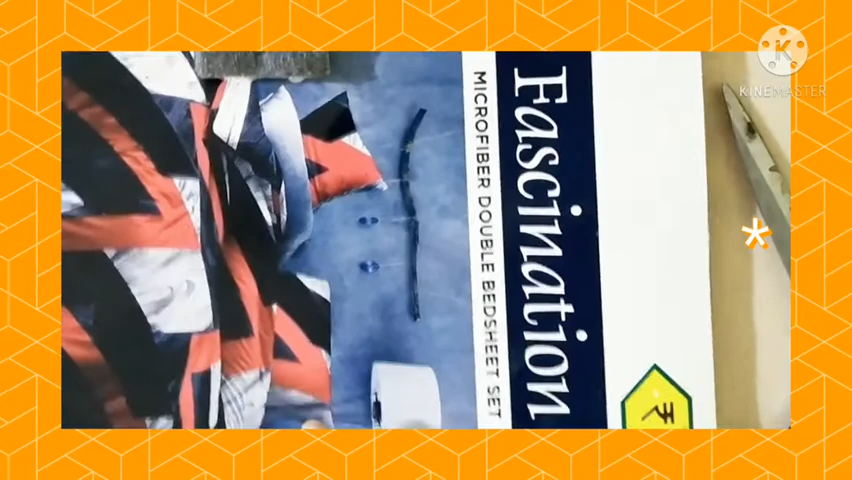 Fascination
MICROFIBER DOUBLE BEDSHEET SET
₹
K
KINEMASTER